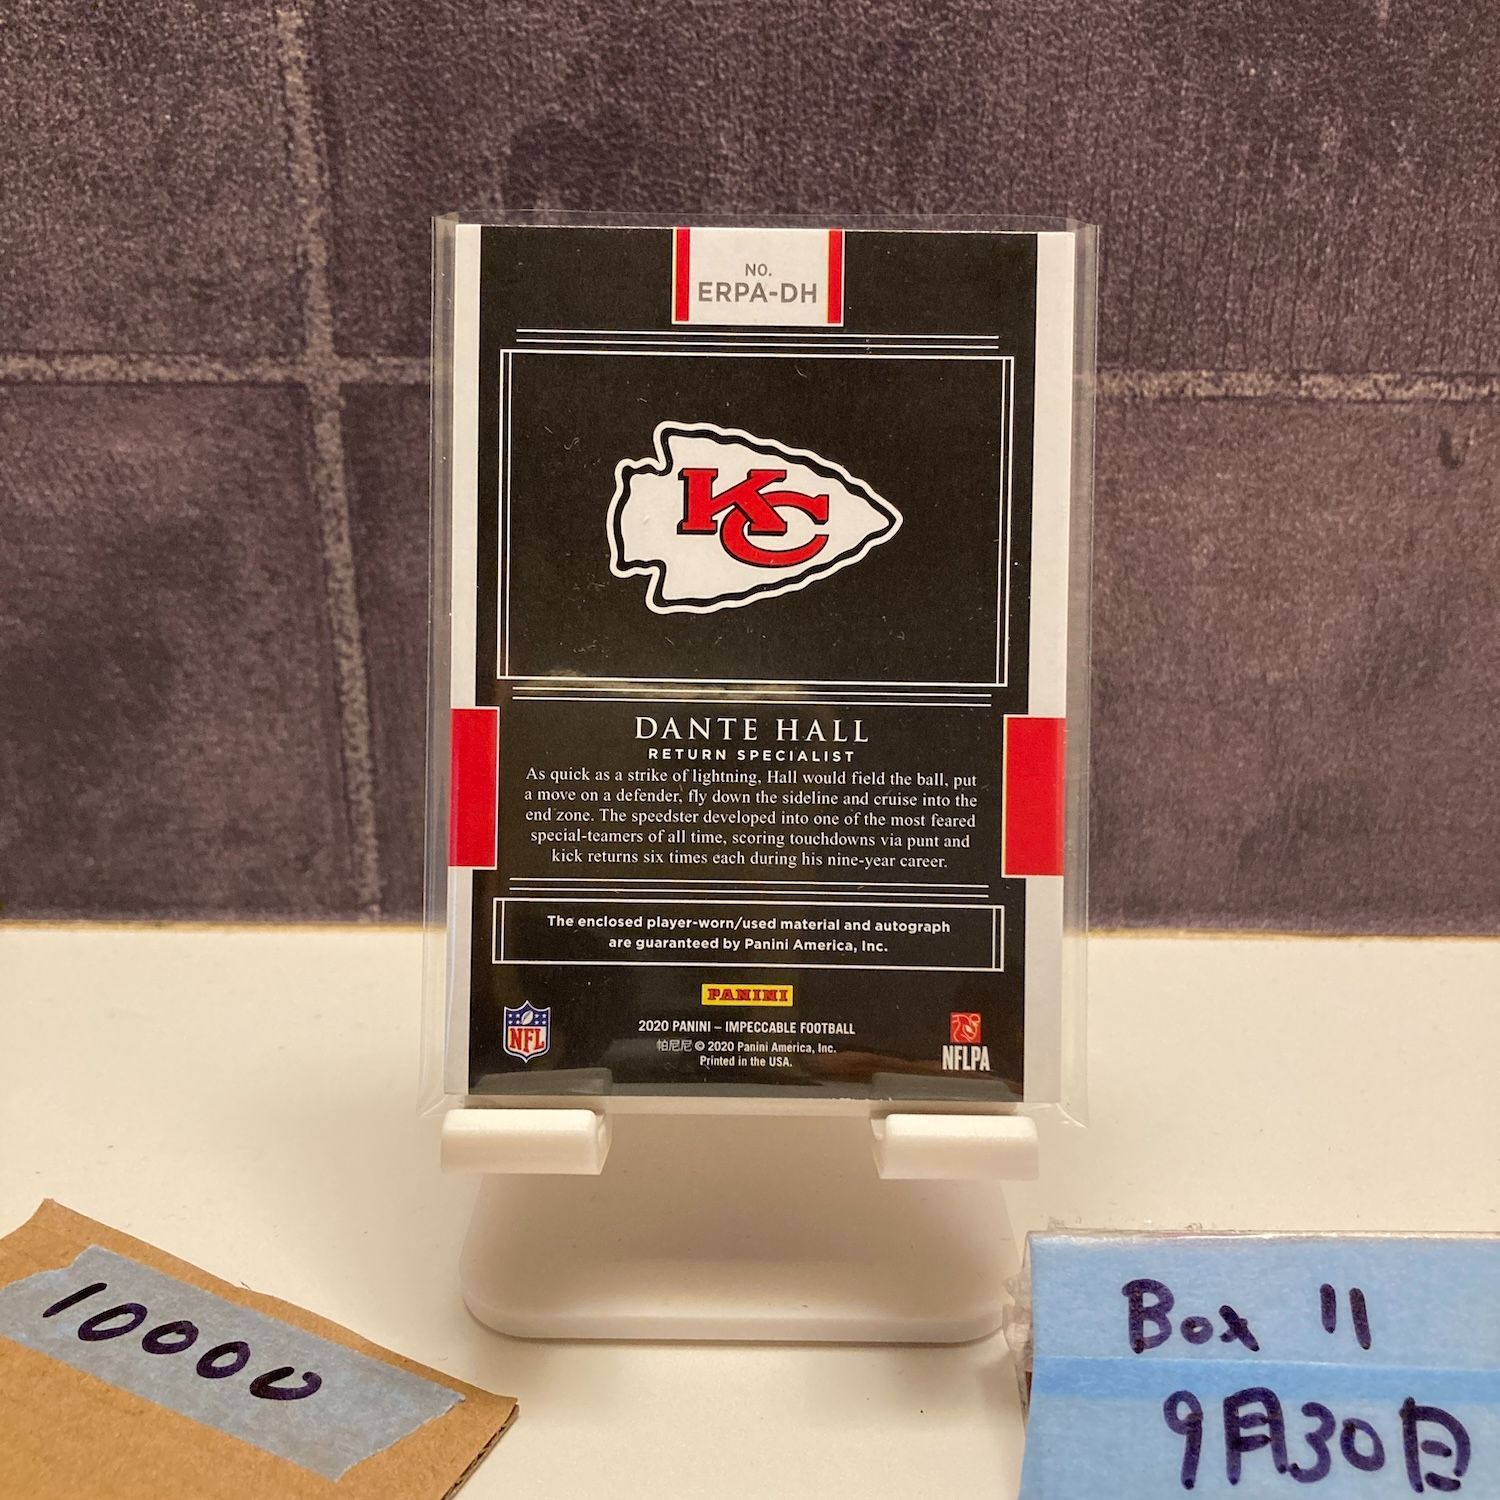 NO.
ERPA-DH
KC
DANTE HALL
RETURN SPECIALIST
As quick as a strike of lightning, Hall would field the ball, put
a move on a defender, fly down the sideline and cruise into the
end zone. The speedster developed into one of the most feared
special-teamers of all time, scoring touchdowns via punt and
kick returns six times each during his nine-year career.
The enclosed player-worn/used material and autograph
are guaranteed by Panini America, Inc.
PANINI
NFL
2020 PANINI – IMPECCABLE FOOTBALL
帕尼尼 © 2020 Panini America, Inc.
Printed in the USA.
NFLPA
10000
Box 11
9月30日